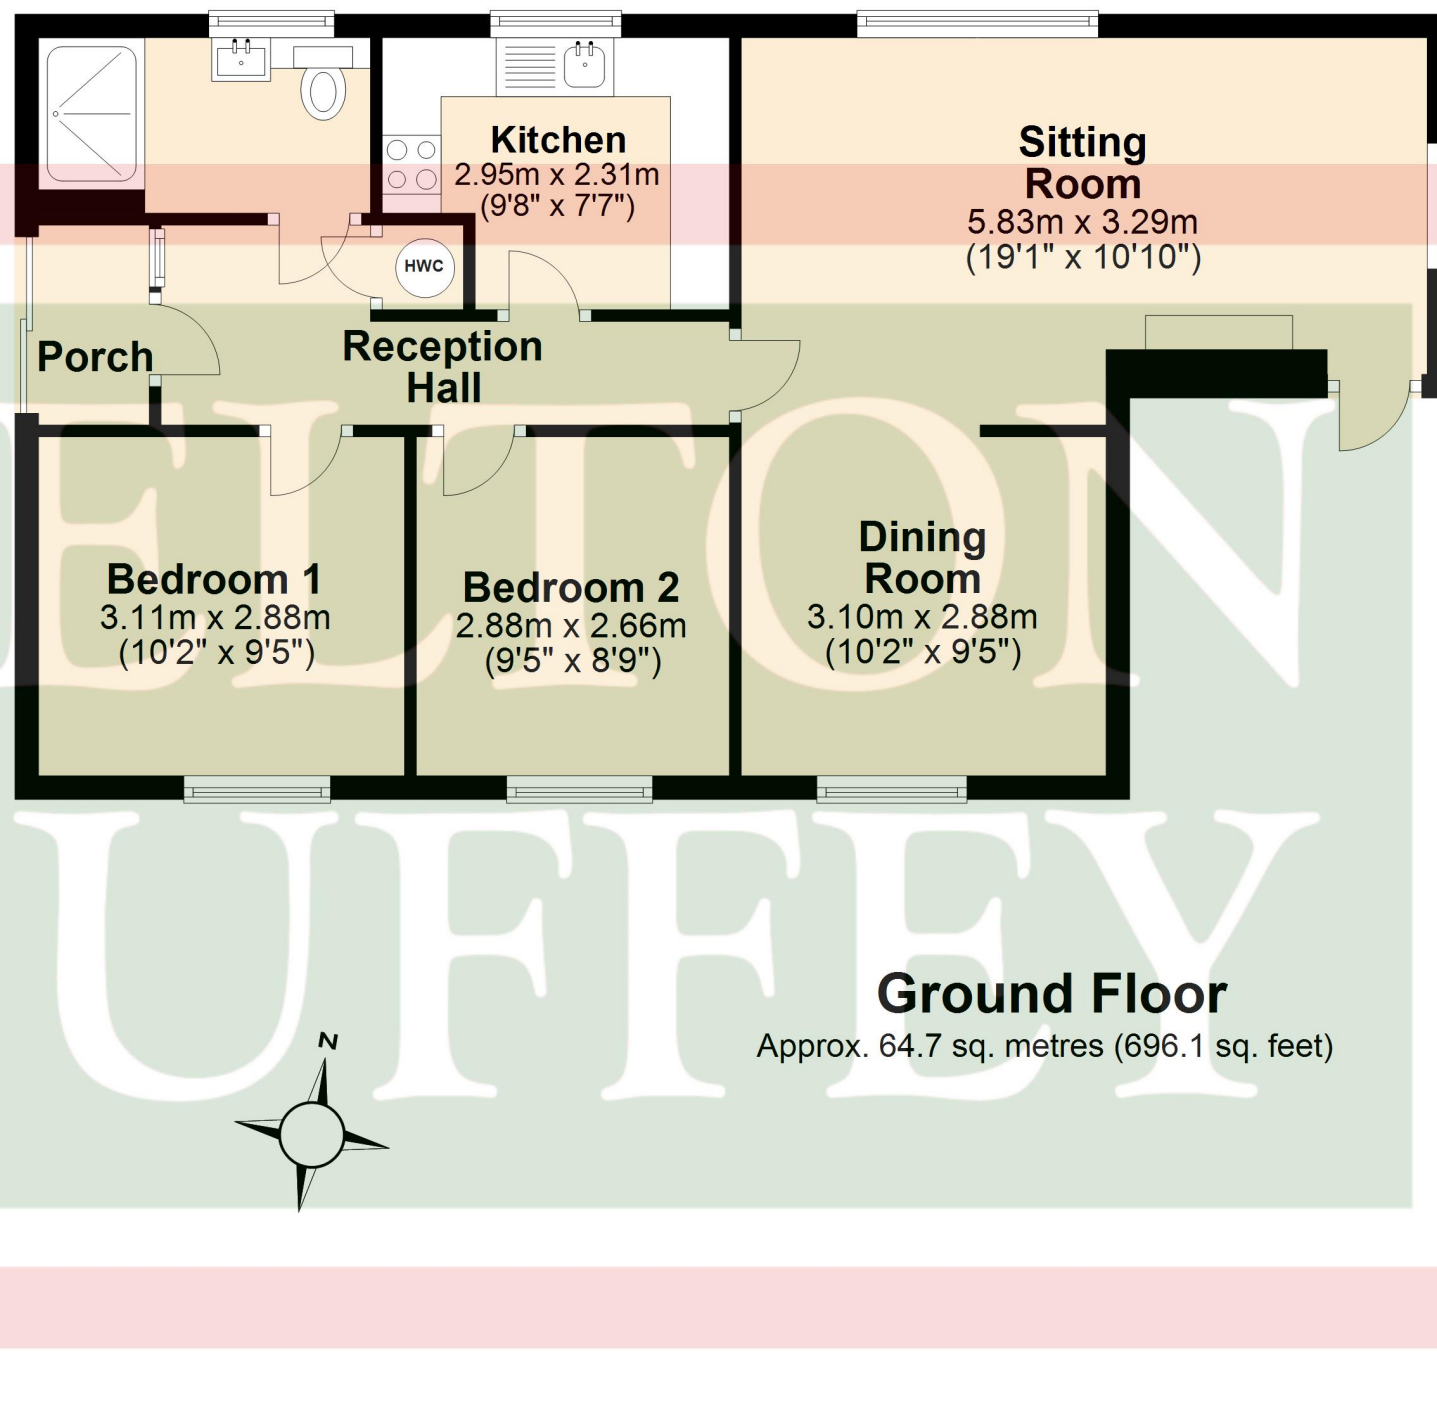 Kitchen
2.95m x 2.31m
(9'8" x 7'7")
Sitting
Room
5.83m x 3.29m
(19'1" x 10'10")
HWC
Porch
Reception
Hall
Bedroom 1
3.11m x 2.88m
(10'2" x 9'5")
Bedroom 2
2.88m x 2.66m
(9'5" x 8'9")
Dining
Room
3.10m x 2.88m
(10'2" x 9'5")
ELTON
UFFEY
Ground Floor
Approx. 64.7 sq. metres (696.1 sq. feet)
N